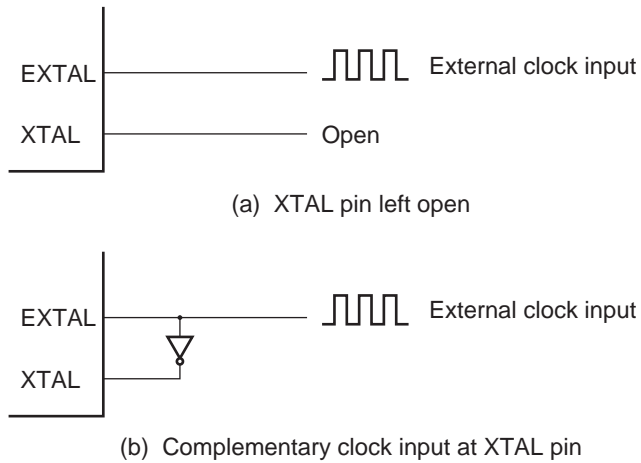 EXTAL External clock input
XTAL Open
(a) XTAL pin left open
EXTAL External clock input
XTAL
(b) Complementary clock input at XTAL pin